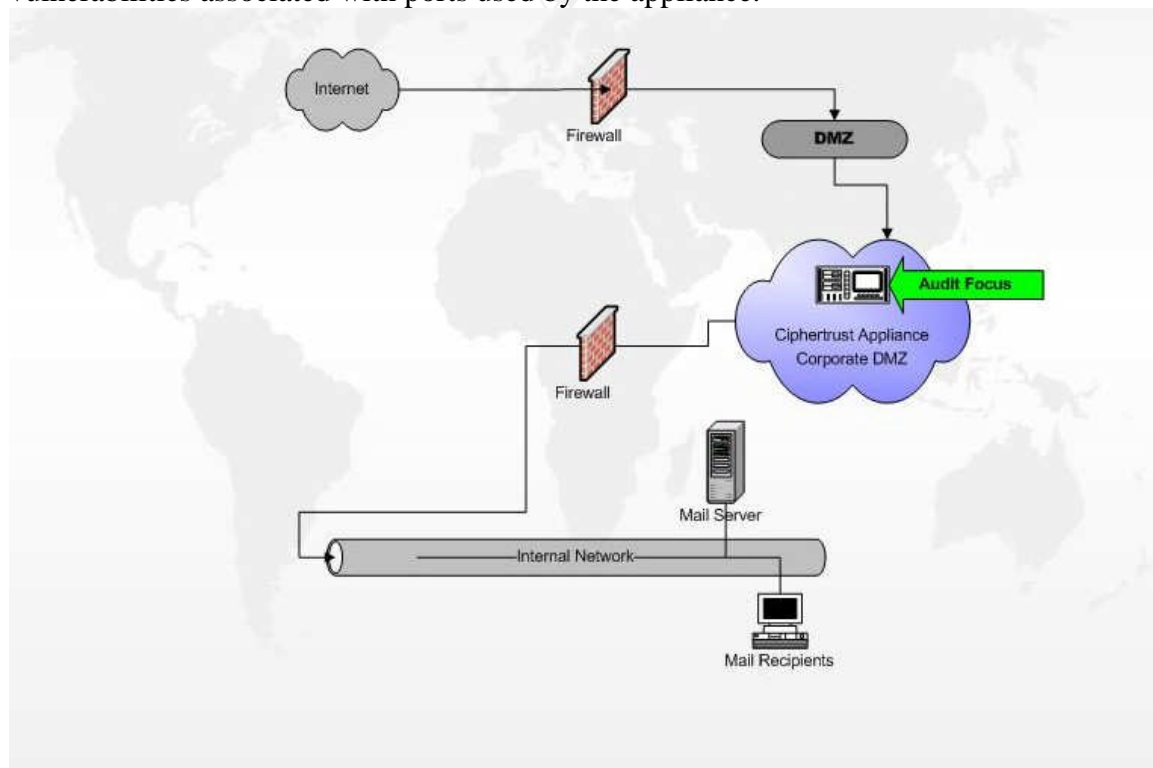 vulnerabilities associated with ports used by the appliance.
Internet
Firewall
DMZ
Audit Focus
Ciphertrust Appliance
Corporate DMZ
Firewall
Mail Server
Internal Network
Mail Recipients